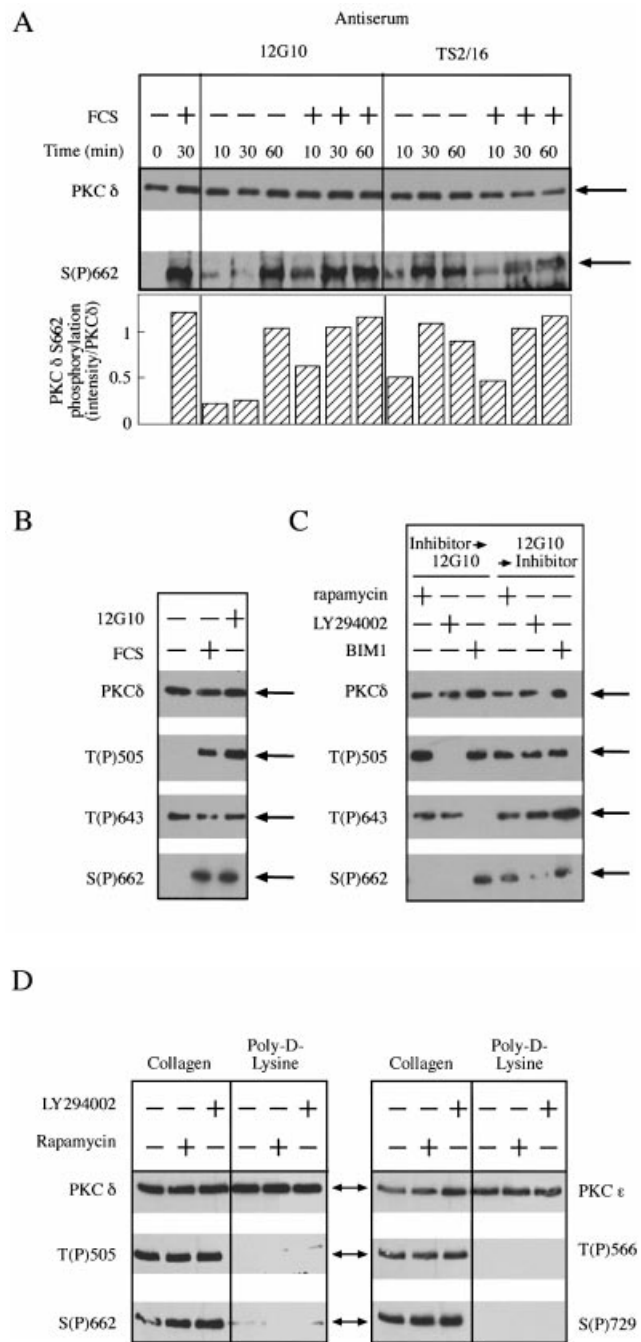 A
Antiserum
12G10 TS2/16
FCS − + − − − + + + − − − + + +
Time (min) 0 30 10 30 60 10 30 60 10 30 60 10 30 60
PKC δ
S(P)662
PKC δ S662
phosphorylation
(intensity/PKCδ)
1
0.5
0
B
12G10 − − +
FCS − + −
PKCδ
T(P)505
T(P)643
S(P)662
C
Inhibitor→ 12G10
12G10 →Inhibitor
rapamycin + − − + − −
LY294002 − + − − + −
BIM1 − − + − − +
PKCδ
T(P)505
T(P)643
S(P)662
D
Collagen Poly-D-
Lysine
Collagen Poly-D-
Lysine
LY294002 − − + − − + − − + − − +
Rapamycin − + − − + − − + − − + −
PKC δ PKC ε
T(P)505 T(P)566
S(P)662 S(P)729